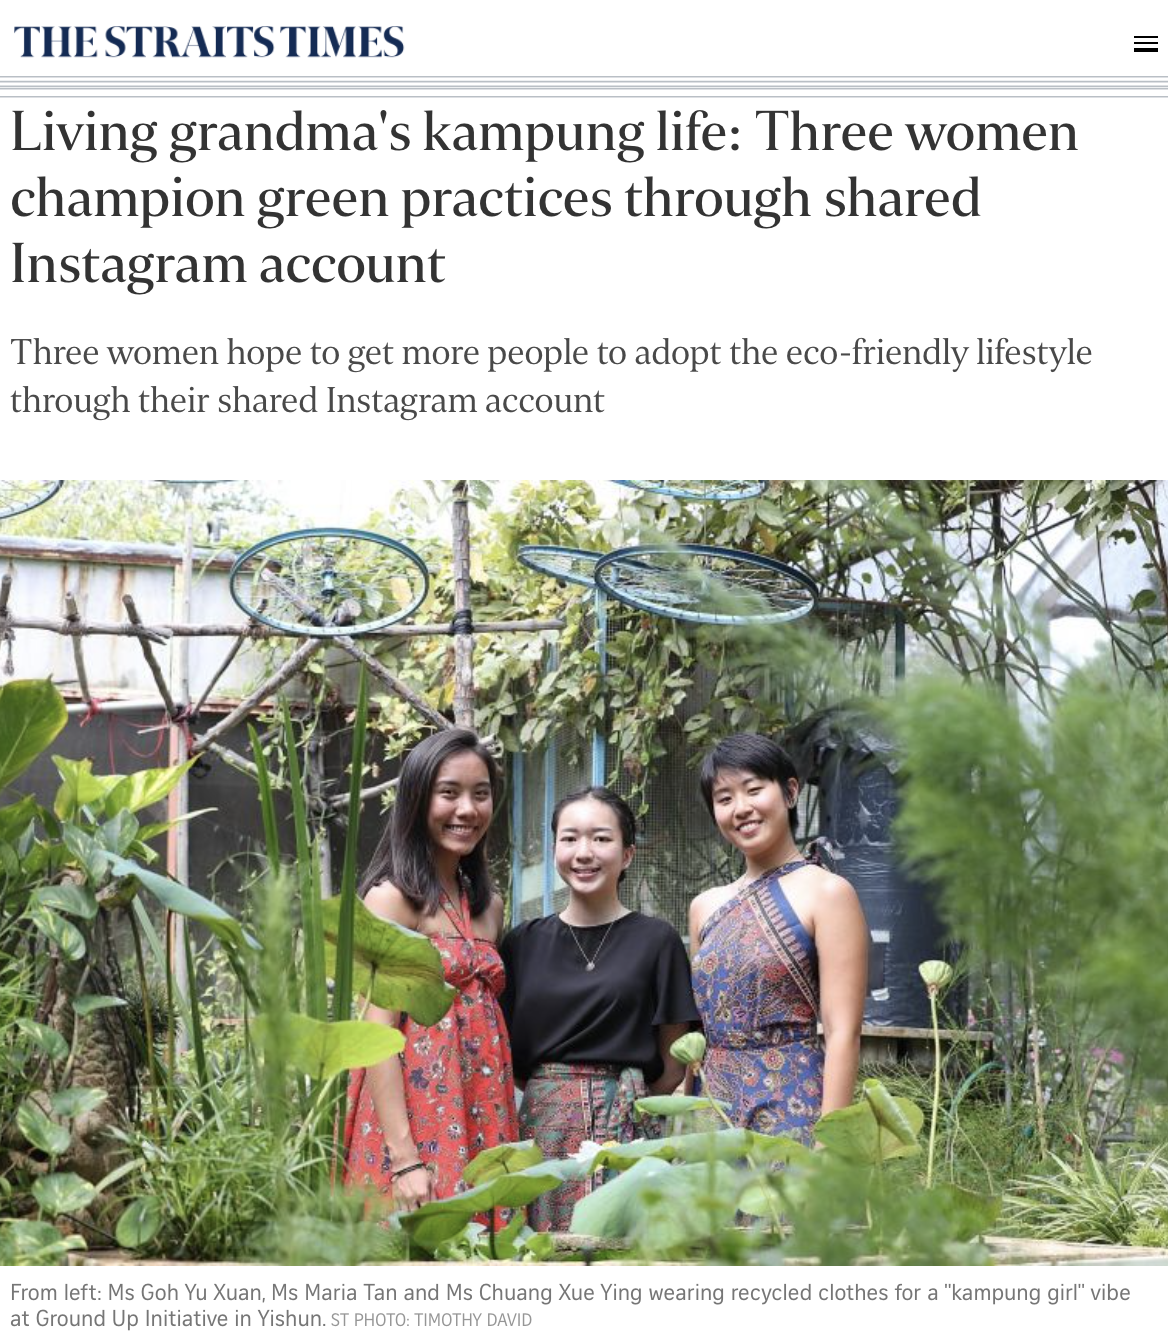 THE STRAITS TIMES
Living grandma's kampung life: Three women
champion green practices through shared
Instagram account
Three women hope to get more people to adopt the eco-friendly lifestyle
through their shared Instagram account
From left: Ms Goh Yu Xuan, Ms Maria Tan and Ms Chuang Xue Ying wearing recycled clothes for a "kampung girl" vibe
at Ground Up Initiative in Yishun. ST PHOTO: TIMOTHY DAVID